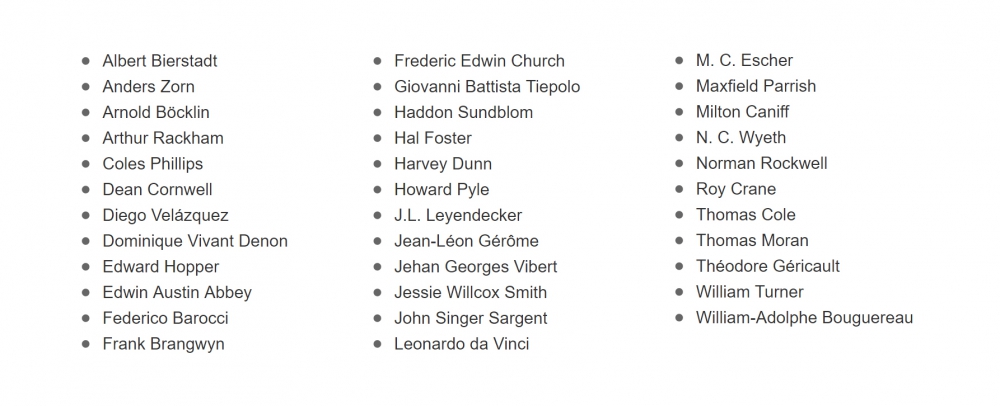 Albert Bierstadt
Anders Zorn
Arnold Böcklin
Arthur Rackham
Coles Phillips
Dean Cornwell
Diego Velázquez
Dominique Vivant Denon
Edward Hopper
Edwin Austin Abbey
Federico Barocci
Frank Brangwyn
Frederic Edwin Church
Giovanni Battista Tiepolo
Haddon Sundblom
Hal Foster
Harvey Dunn
Howard Pyle
J.L. Leyendecker
Jean-Léon Gérôme
Jehan Georges Vibert
Jessie Willcox Smith
John Singer Sargent
Leonardo da Vinci
M. C. Escher
Maxfield Parrish
Milton Caniff
N. C. Wyeth
Norman Rockwell
Roy Crane
Thomas Cole
Thomas Moran
Théodore Géricault
William Turner
William-Adolphe Bouguereau